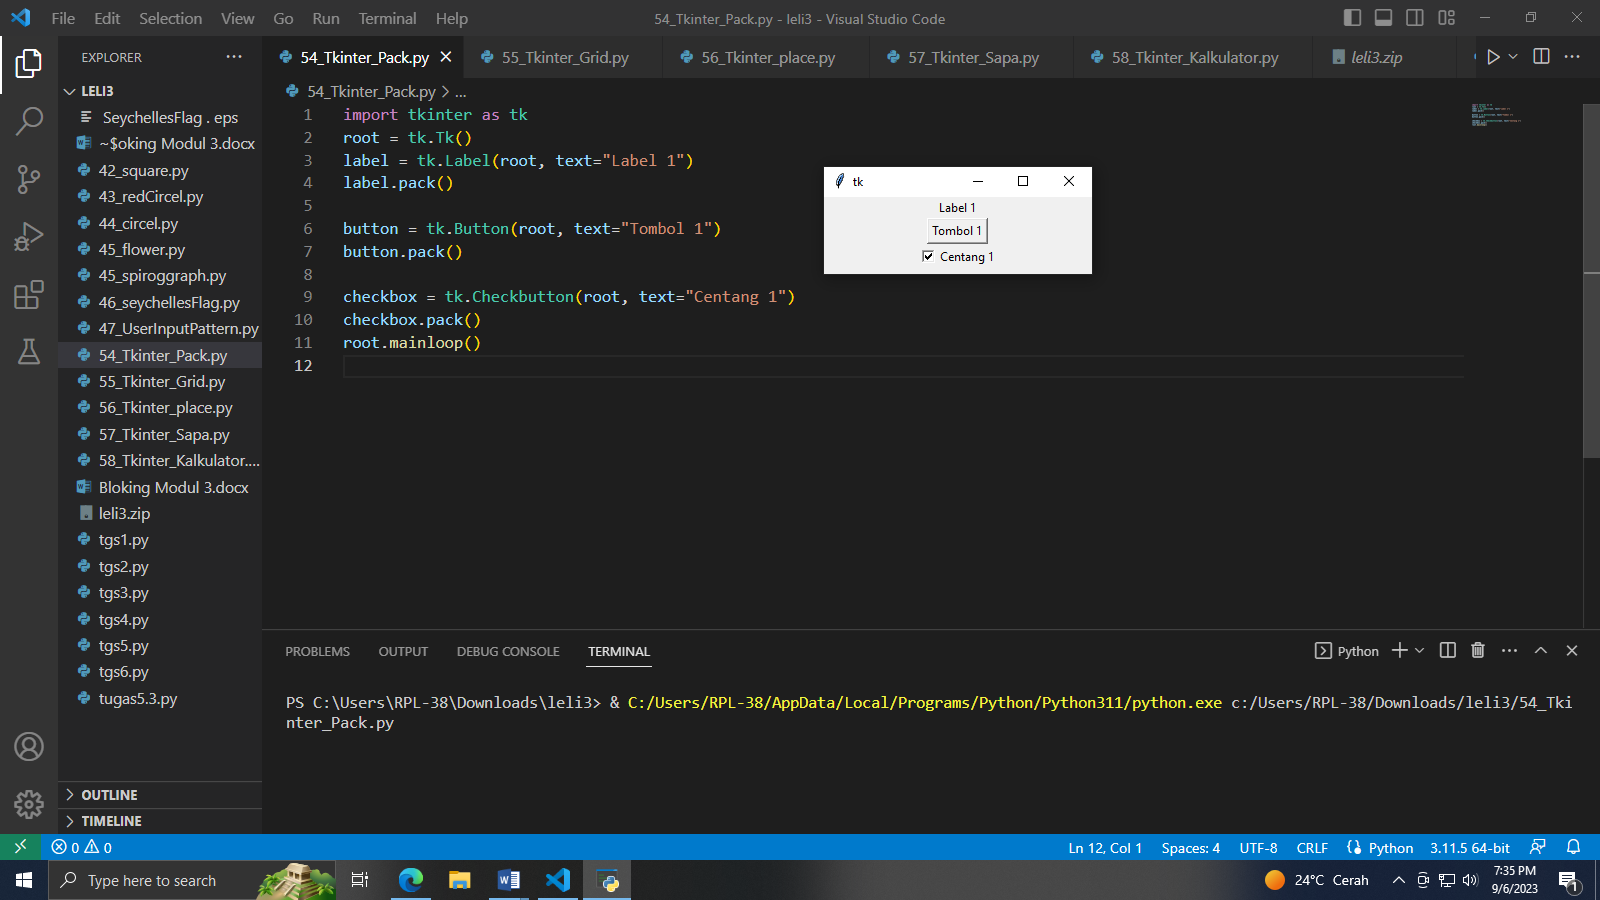 File Edit Selection View Go Run Terminal Help
54_Tkinter_Pack.py - leli3 - Visual Studio Code
EXPLORER
LELI3
SeychellesFlag . eps
~$oking Modul 3.docx
42_square.py
43_redCircel.py
44_circel.py
45_flower.py
45_spiroggraph.py
46_seychellesFlag.py
47_UserInputPattern.py
54_Tkinter_Pack.py
55_Tkinter_Grid.py
56_Tkinter_place.py
57_Tkinter_Sapa.py
58_Tkinter_Kalkulator....
Bloking Modul 3.docx
leli3.zip
tgs1.py
tgs2.py
tgs3.py
tgs4.py
tgs5.py
tgs6.py
tugas5.3.py
OUTLINE
TIMELINE
54_Tkinter_Pack.py 55_Tkinter_Grid.py 56_Tkinter_place.py 57_Tkinter_Sapa.py 58_Tkinter_Kalkulator.py leli3.zip
54_Tkinter_Pack.py > ...
1 import tkinter as tk
2 root = tk.Tk()
3 label = tk.Label(root, text="Label 1")
4 label.pack()
5
6 button = tk.Button(root, text="Tombol 1")
7 button.pack()
8
9 checkbox = tk.Checkbutton(root, text="Centang 1")
10 checkbox.pack()
11 root.mainloop()
12
tk
Label 1
Tombol 1
Centang 1
PROBLEMS OUTPUT DEBUG CONSOLE TERMINAL
Python
PS C:\Users\RPL-38\Downloads\leli3> & C:/Users/RPL-38/AppData/Local/Programs/Python/Python311/python.exe c:/Users/RPL-38/Downloads/leli3/54_Tki
nter_Pack.py
0 0
Ln 12, Col 1 Spaces: 4 UTF-8 CRLF Python 3.11.5 64-bit
Type here to search
24°C Cerah
7:35 PM
9/6/2023
1